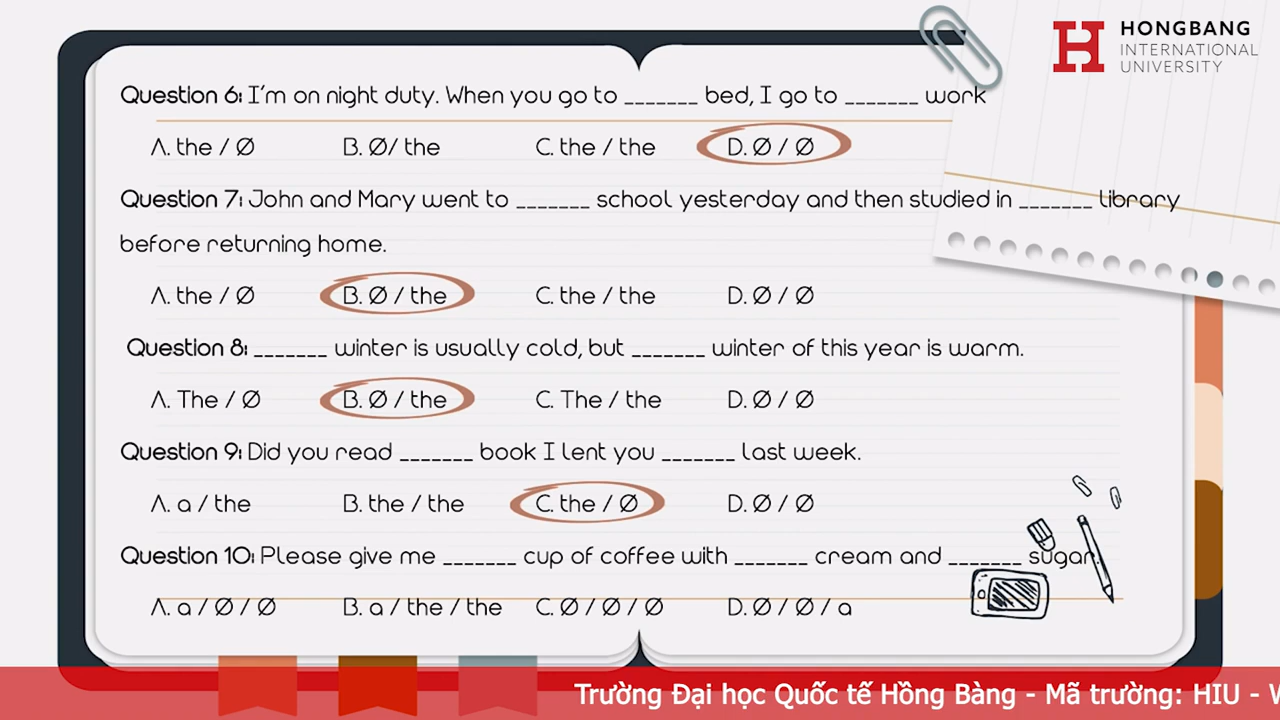 HONGBANG
INTERNATIONAL
UNIVERSITY
Question 6: I'm on night duty. When you go to _______ bed, I go to _______ work
A. the / Ø B. Ø/ the C. the / the D. Ø / Ø
Question 7: John and Mary went to _______ school yesterday and then studied in _______ library
before returning home.
A. the / Ø B. Ø / the C. the / the D. Ø / Ø
Question 8: _______ winter is usually cold, but _______ winter of this year is warm.
A. The / Ø B. Ø / the C. The / the D. Ø / Ø
Question 9: Did you read _______ book I lent you _______ last week.
A. a / the B. the / the C. the / Ø D. Ø / Ø
Question 10: Please give me _______ cup of coffee with _______ cream and _______ sugar.
A. a / Ø / Ø B. a / the / the C. Ø / Ø / Ø D. Ø / Ø / a
Trường Đại học Quốc tế Hồng Bàng - Mã trường: HIU -